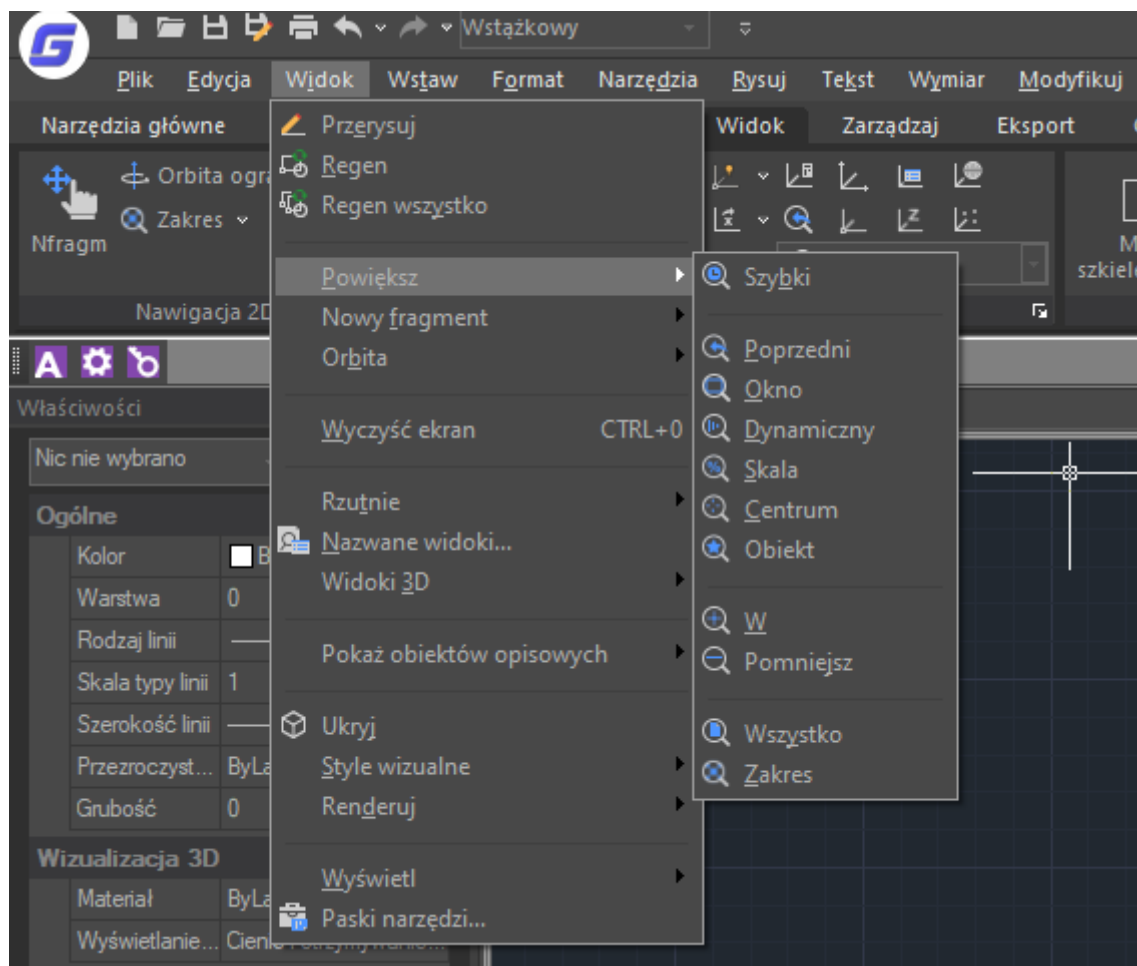 G
Wstążkowy
Plik Edycja Widok Wstaw Format Narzędzia Rysuj Tekst Wymiar Modyfikuj
Narzędzia główne Widok Zarządzaj Eksport
Przerysuj
Regen
Regen wszystko
Orbita
Zakres
Nfragm
Nawigacja 2D
Powiększ
Nowy fragment
Orbita
Wyczyść ekran CTRL+0
Rzutnie
Nazwane widoki...
Widoki 3D
Pokaż obiektów opisowych
Ukryj
Style wizualne
Renderuj
Wyświetl
Paski narzędzi...
Szybki
Poprzedni
Okno
Dynamiczny
Skala
Centrum
Obiekt
W
Pomniejsz
Wszystko
Zakres
A
Właściwości
Nic nie wybrano
Ogólne
Kolor B
Warstwa 0
Rodzaj linii
Skala typy linii 1
Szerokość linii
Przezroczyst... ByLa
Grubość 0
Wizualizacja 3D
Materiał ByLa
Wyświetlanie...